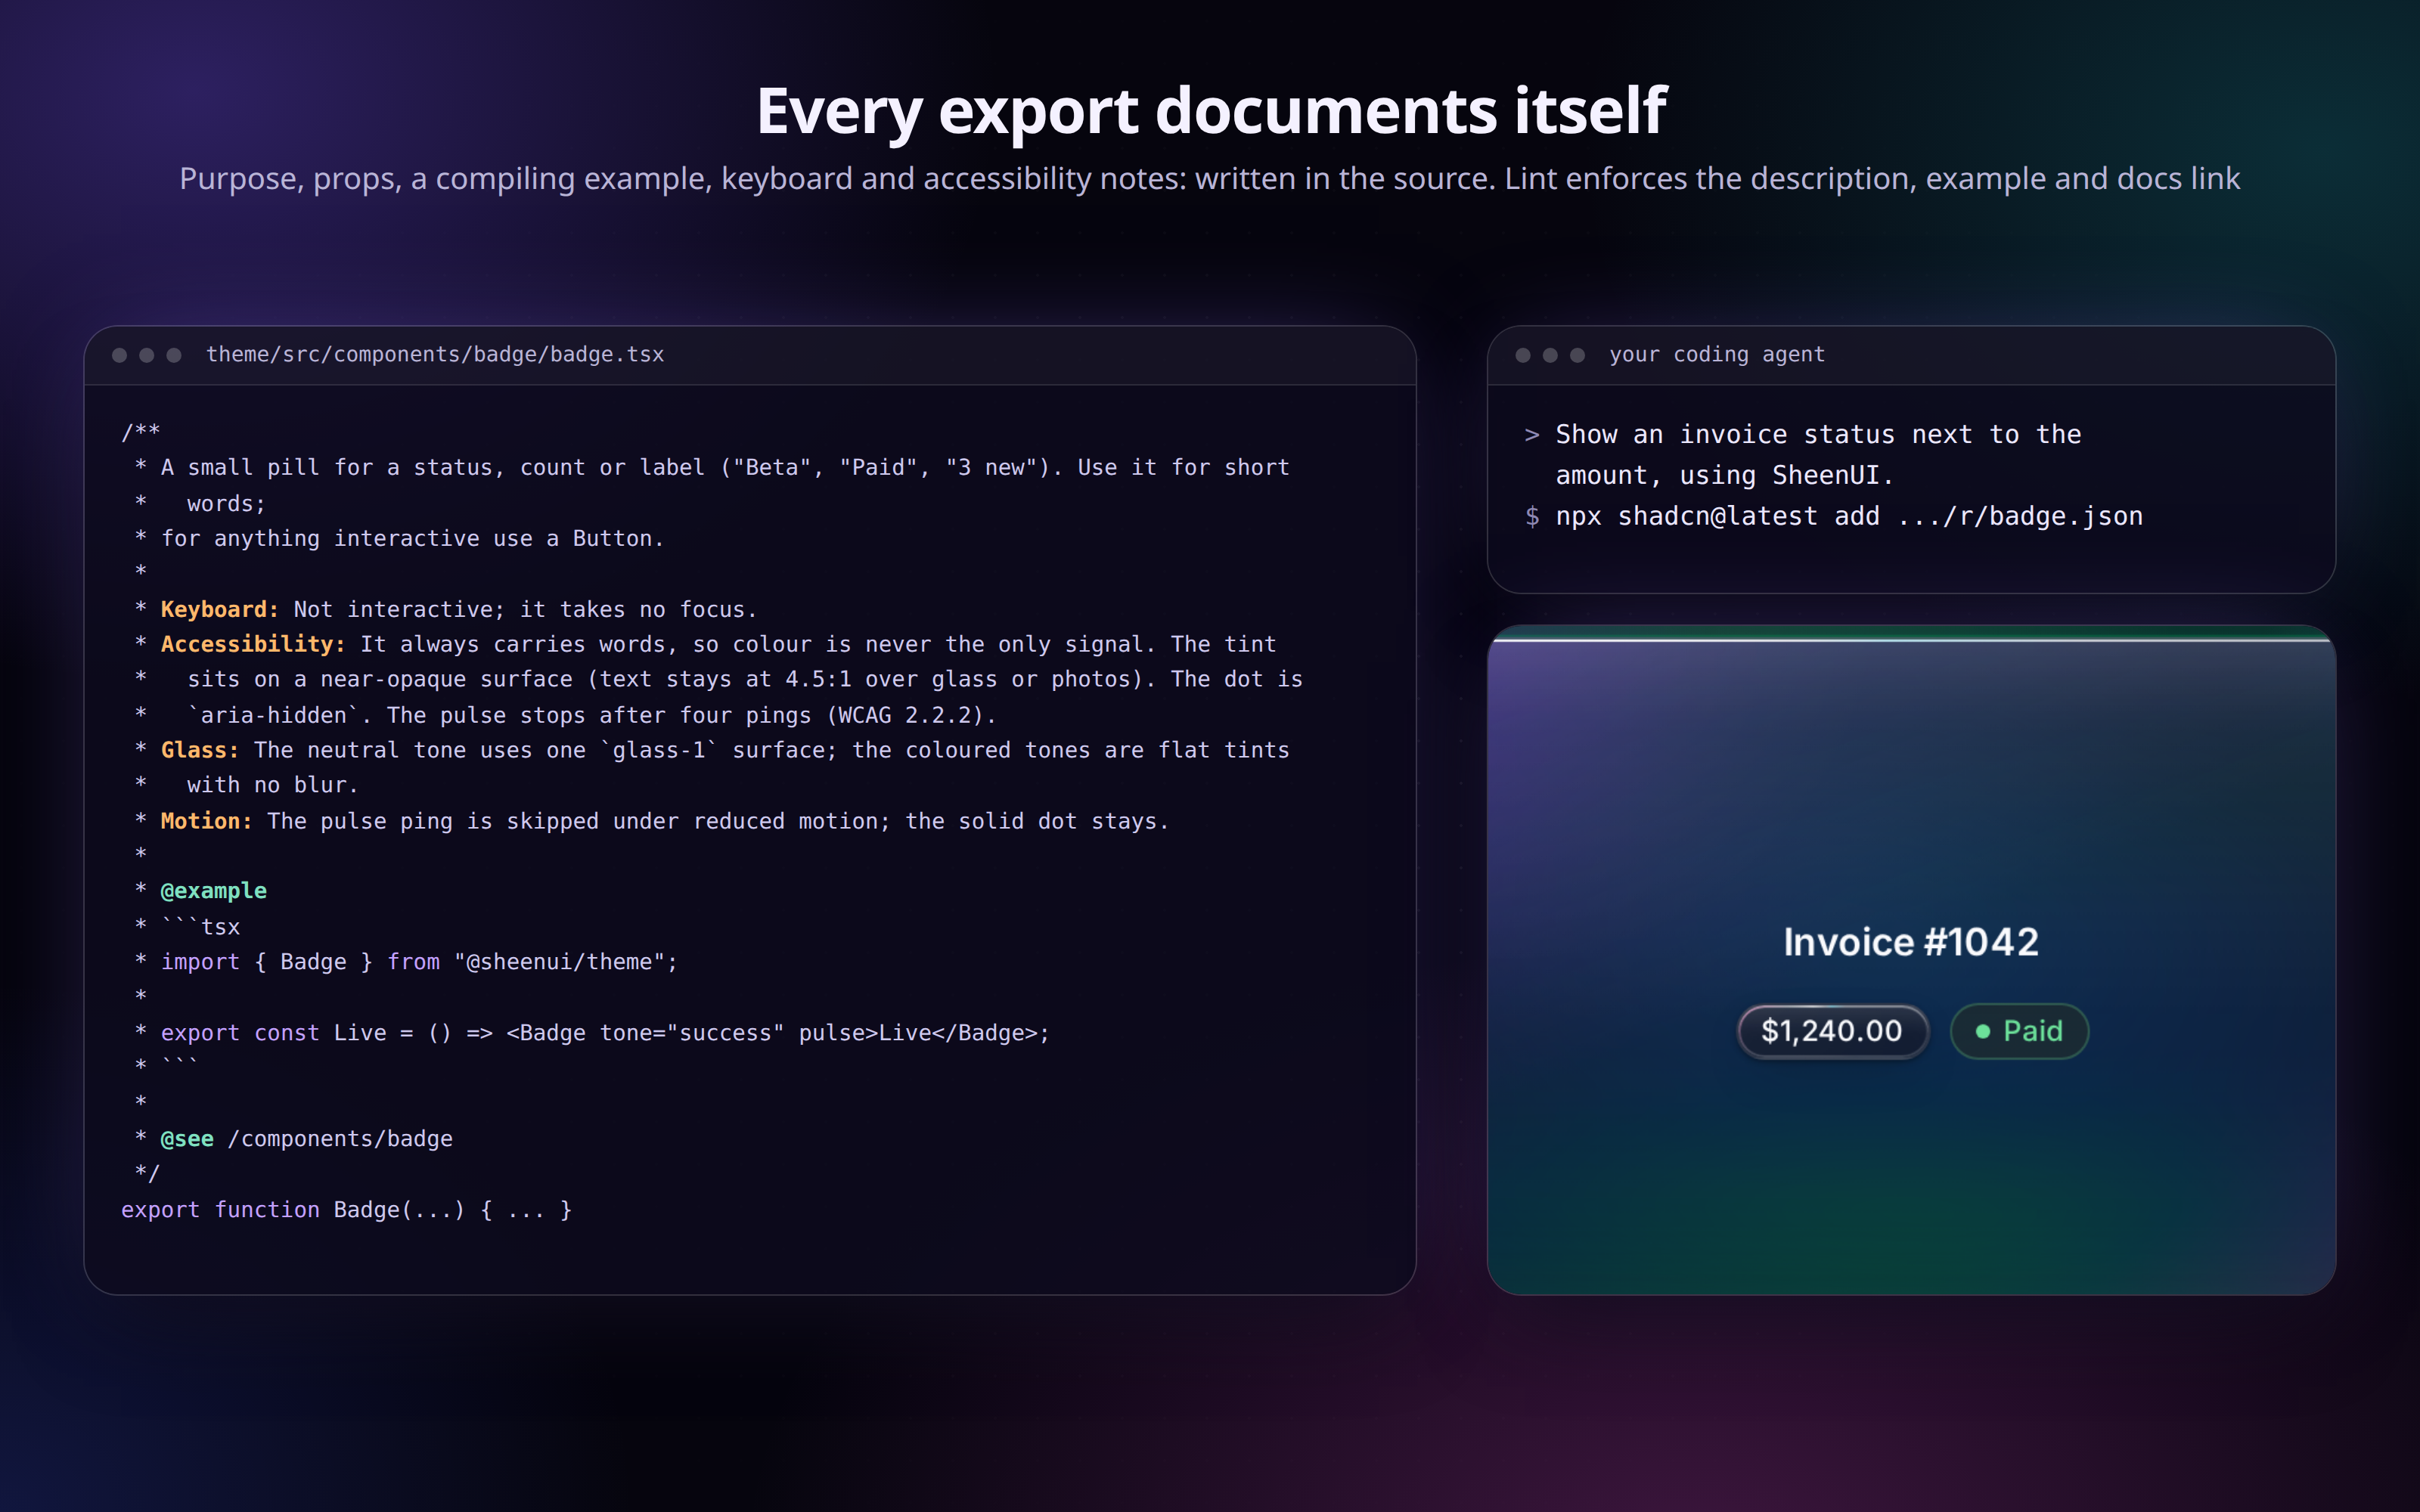 Every export documents itself
Purpose, props, a compiling example, keyboard and accessibility notes: written in the source. Lint enforces the description, example and docs link
theme/src/components/badge/badge.tsx
/**
 * A small pill for a status, count or label ("Beta", "Paid", "3 new"). Use it for short
 *   words;
 * for anything interactive use a Button.
 *
 * Keyboard: Not interactive; it takes no focus.
 * Accessibility: It always carries words, so colour is never the only signal. The tint
 *   sits on a near-opaque surface (text stays at 4.5:1 over glass or photos). The dot is
 *   `aria-hidden`. The pulse stops after four pings (WCAG 2.2.2).
 * Glass: The neutral tone uses one `glass-1` surface; the coloured tones are flat tints
 *   with no blur.
 * Motion: The pulse ping is skipped under reduced motion; the solid dot stays.
 *
 * @example
 * ```tsx
 * import { Badge } from "@sheenui/theme";
 *
 * export const Live = () => <Badge tone="success" pulse>Live</Badge>;
 * ```
 *
 * @see /components/badge
 */
export function Badge(...) { ... }
your coding agent
> Show an invoice status next to the
  amount, using SheenUI.
$ npx shadcn@latest add .../r/badge.json
Invoice #1042
$1,240.00
Paid